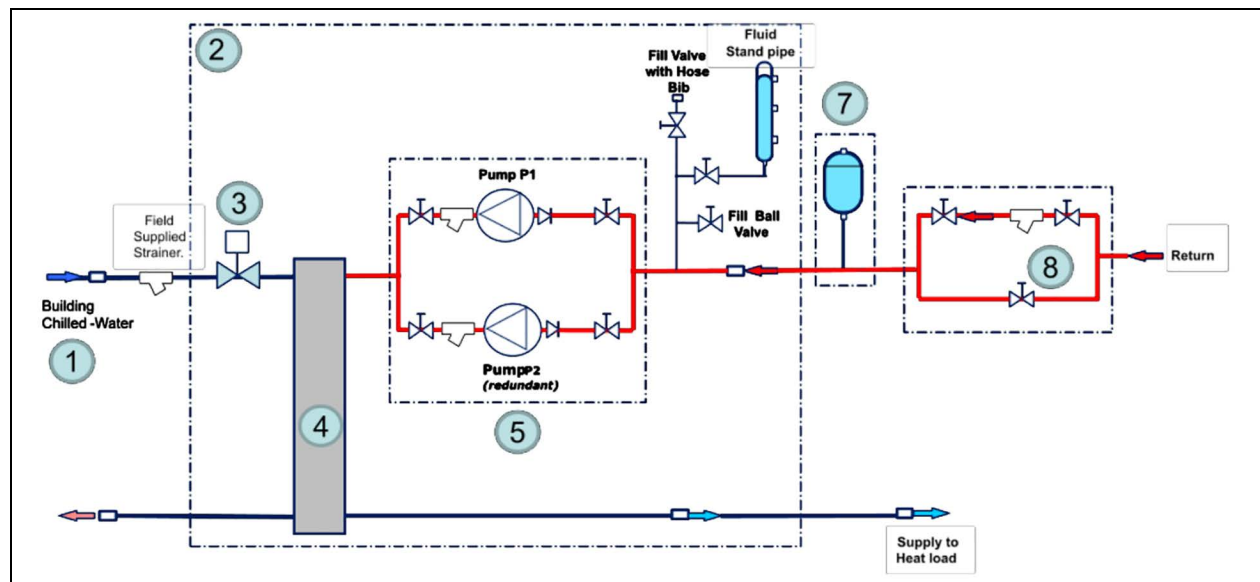 2
Fluid
Stand pipe
Fill Valve
with Hose
Bib
7
3
Pump P1
Field
Supplied
Strainer.
Fill Ball
Valve
8
Return
Building
Chilled -Water
1
PumpP2
(redundant)
4
5
Supply to
Heat load